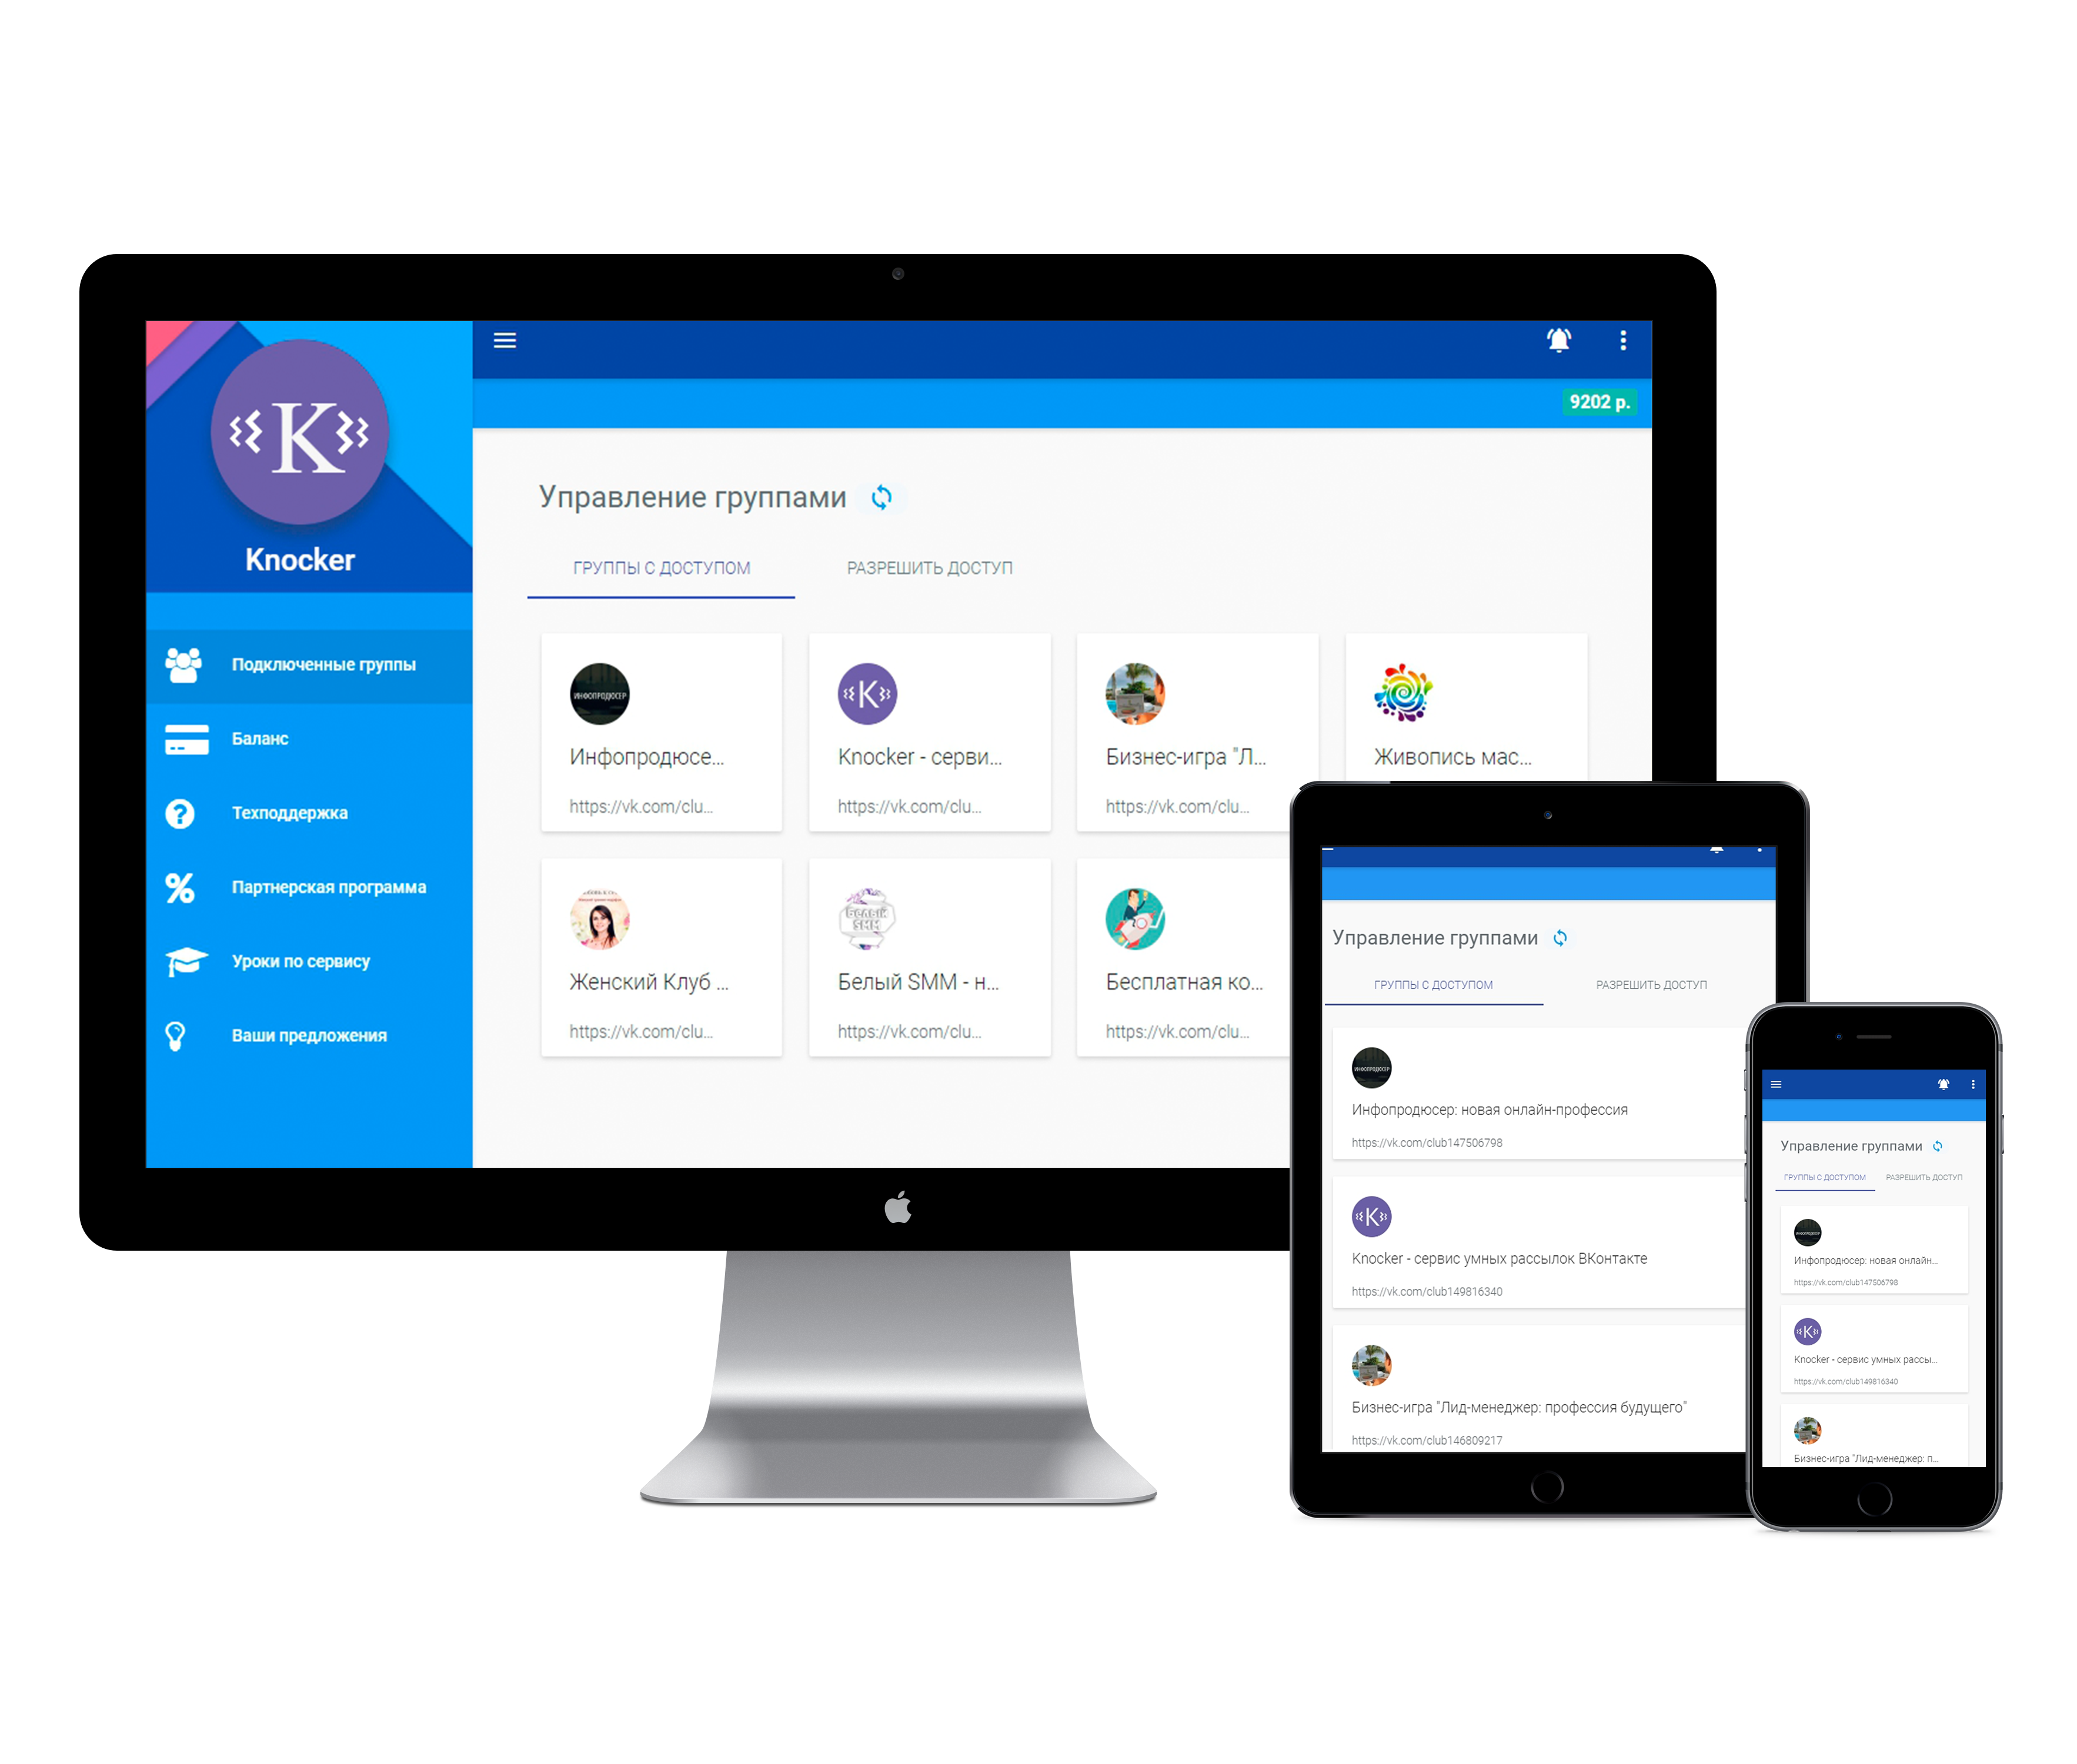 K
Knocker
Подключенные группы
Баланс
Техподдержка
Партнерская программа
Уроки по сервису
Ваши предложения
9202 р.
Управление группами
ГРУППЫ С ДОСТУПОМ
РАЗРЕШИТЬ ДОСТУП
ИНФОПРОДЮСЕР
Инфопродюсе...
https://vk.com/clu...
K
Knocker - серви...
https://vk.com/clu...
Бизнес-игра "Л...
https://vk.com/clu...
Живопись мас...
Женский Клуб ...
https://vk.com/clu...
Белый
SMM
Белый SMM - н...
https://vk.com/clu...
Бесплатная ко...
https://vk.com/clu...
Управление группами
ГРУППЫ С ДОСТУПОМ
РАЗРЕШИТЬ ДОСТУП
ИНФОПРОДЮСЕР
Инфопродюсер: новая онлайн-профессия
https://vk.com/club147506798
K
Knocker - сервис умных рассылок ВКонтакте
https://vk.com/club149816340
Бизнес-игра "Лид-менеджер: профессия будущего"
https://vk.com/club146809217
Управление группами
ГРУППЫ С ДОСТУПОМ
РАЗРЕШИТЬ ДОСТУП
Инфопродюсер: новая онлайн...
https://vk.com/club147506798
K
Knocker - сервис умных рассы...
https://vk.com/club149816340
Бизнес-игра "Лид-менеджер: п...